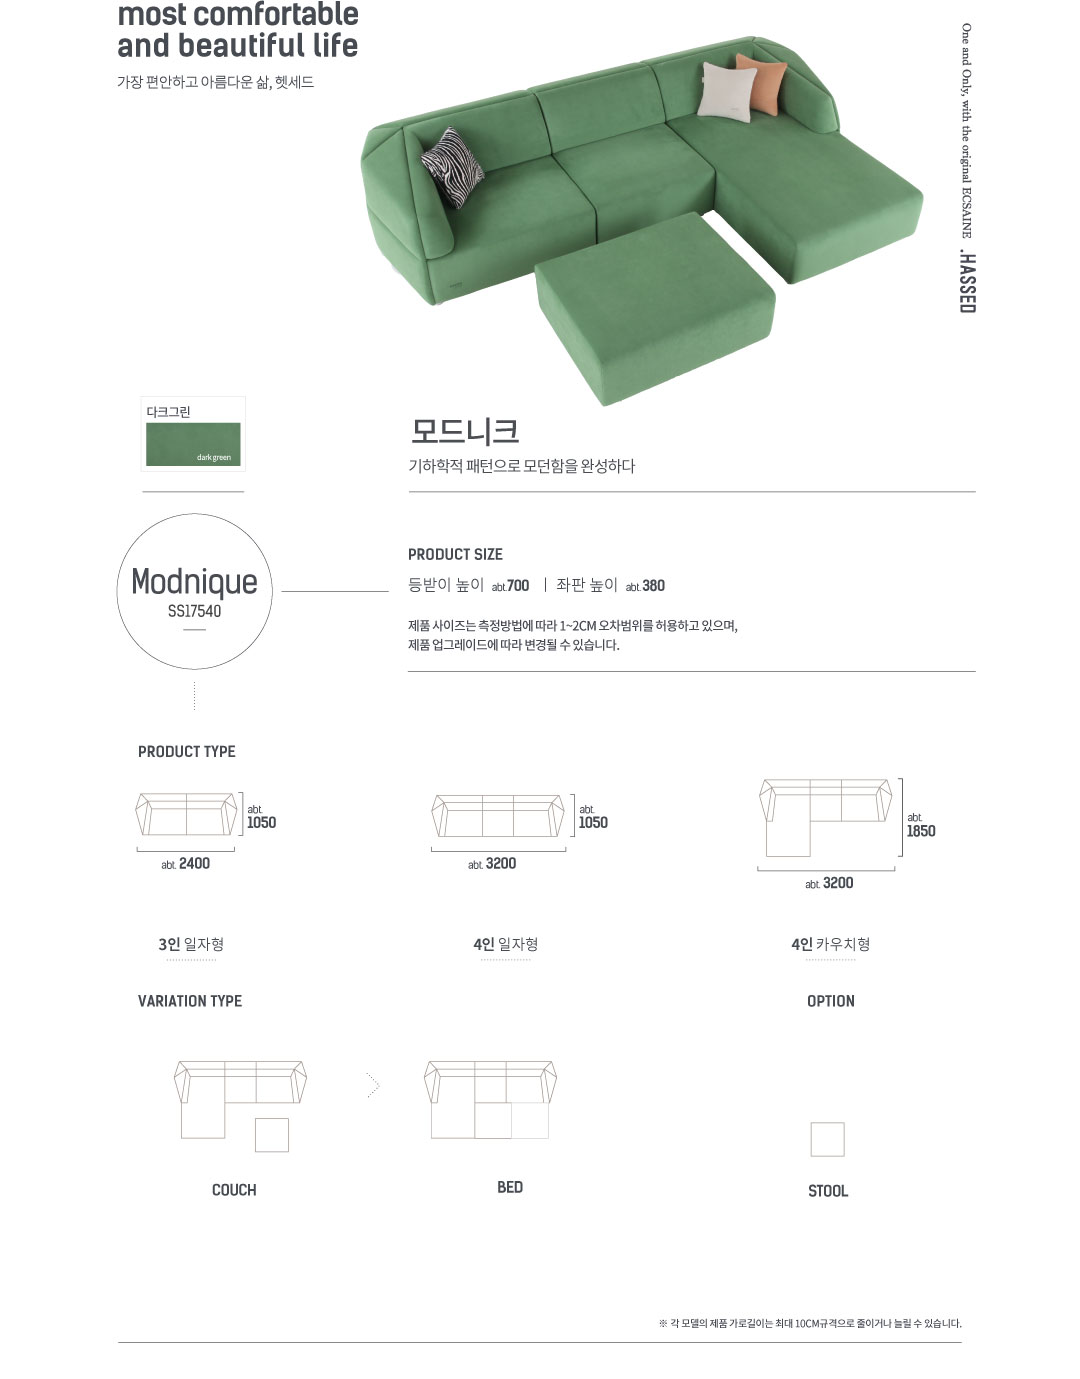 most comfortable
and beautiful life
가장 편안하고 아름다운 삶, 헷세드
One and Only, with the original ECSAINE .HASSED
다크그린
dark green
모드니크
기하학적 패턴으로 모던함을 완성하다
Modnique
SS17540
PRODUCT SIZE
등받이 높이 abt.700 | 좌판 높이 abt.380
제품 사이즈는 측정방법에 따라 1~2CM 오차범위를 허용하고 있으며,
제품 업그레이드에 따라 변경될 수 있습니다.
PRODUCT TYPE
abt.
1050
abt. 2400
3인 일자형
abt.
1050
abt. 3200
4인 일자형
abt.
1850
abt. 3200
4인 카우치형
VARIATION TYPE
OPTION
COUCH
BED
STOOL
※ 각 모델의 제품 가로길이는 최대 10CM규격으로 줄이거나 늘릴 수 있습니다.